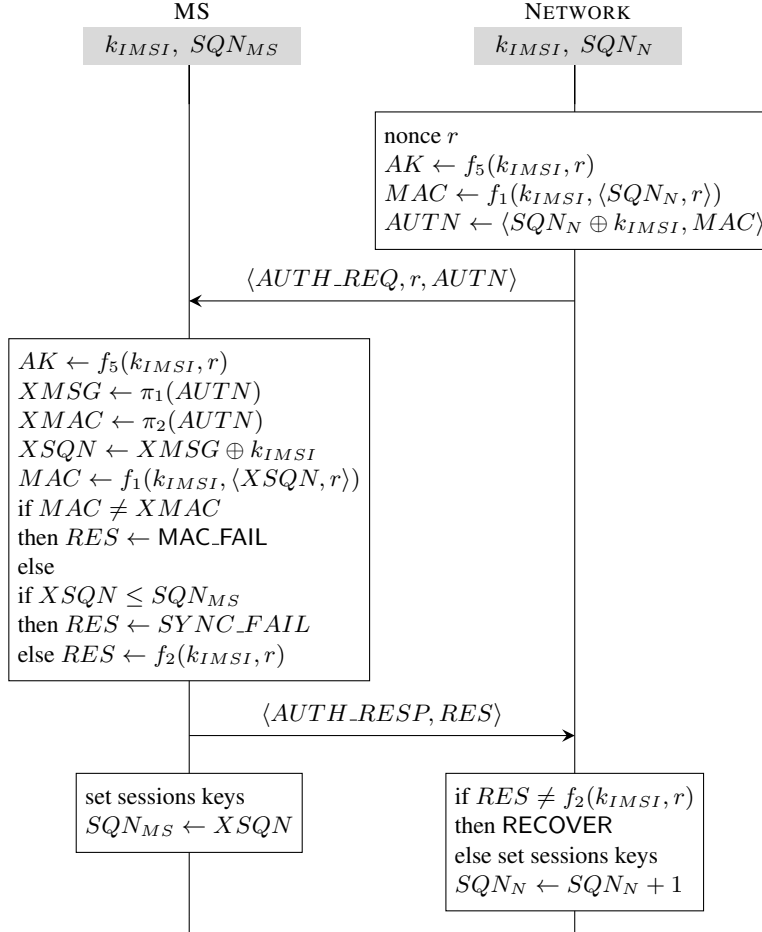 MS
NETWORK
k_{IMSI}, SQN_{MS}
k_{IMSI}, SQN_N
nonce r
AK ← f_5(k_{IMSI}, r)
MAC ← f_1(k_{IMSI}, ⟨SQN_N, r⟩)
AUTN ← ⟨SQN_N ⊕ k_{IMSI}, MAC⟩
⟨AUTH_REQ, r, AUTN⟩
AK ← f_5(k_{IMSI}, r)
XMSG ← π_1(AUTN)
XMAC ← π_2(AUTN)
XSQN ← XMSG ⊕ k_{IMSI}
MAC ← f_1(k_{IMSI}, ⟨XSQN, r⟩)
if MAC ≠ XMAC
then RES ← MAC_FAIL
else
if XSQN ≤ SQN_{MS}
then RES ← SYNC_FAIL
else RES ← f_2(k_{IMSI}, r)
⟨AUTH_RESP, RES⟩
set sessions keys
SQN_{MS} ← XSQN
if RES ≠ f_2(k_{IMSI}, r)
then RECOVER
else set sessions keys
SQN_N ← SQN_N + 1